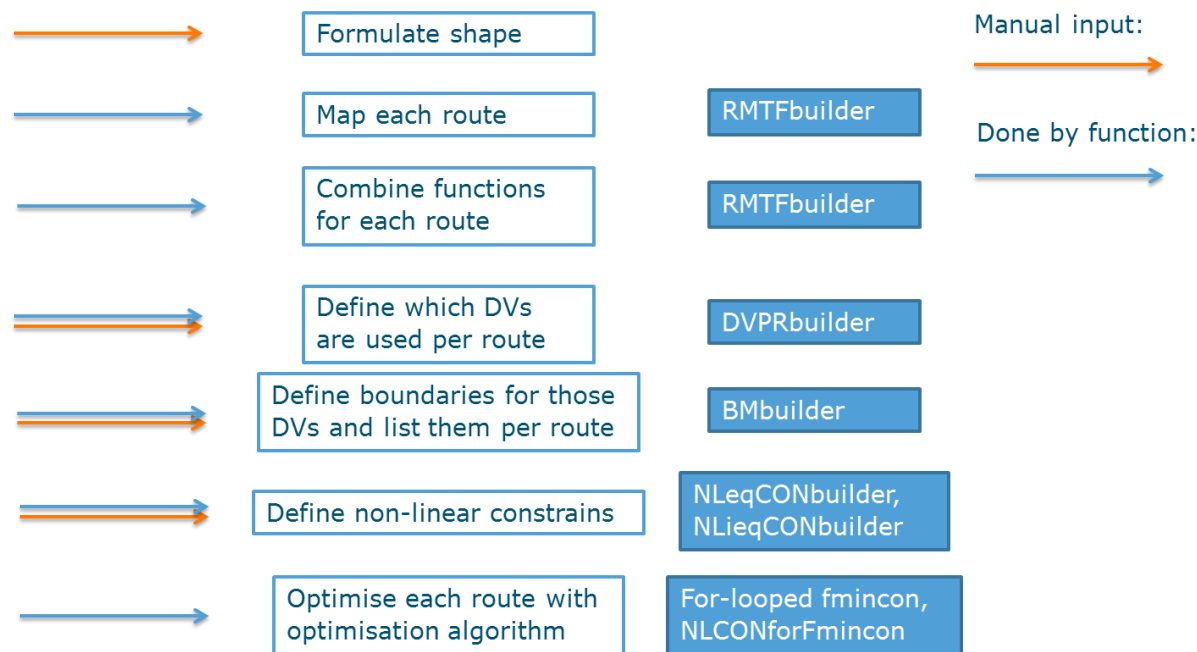 Formulate shape
Manual input:
Map each route
RMTFbuilder
Done by function:
Combine functions
for each route
RMTFbuilder
Define which DVs
are used per route
DVPRbuilder
Define boundaries for those
DVs and list them per route
BMbuilder
Define non-linear constrains
NLeqCONbuilder,
NLieqCONbuilder
Optimise each route with
optimisation algorithm
For-looped fmincon,
NLCONforFmincon